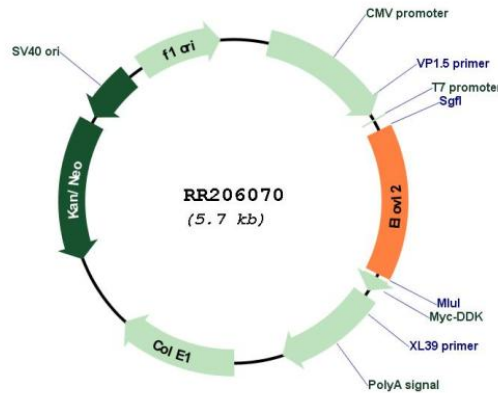 CMV promoter
SV40 ori
f1 ori
VP1.5 primer
T7 promoter
SgfI
Kan/Neo
RR206070
(5.7 kb)
Elovl2
MluI
Myc-DDK
XL39 primer
Col E1
PolyA signal